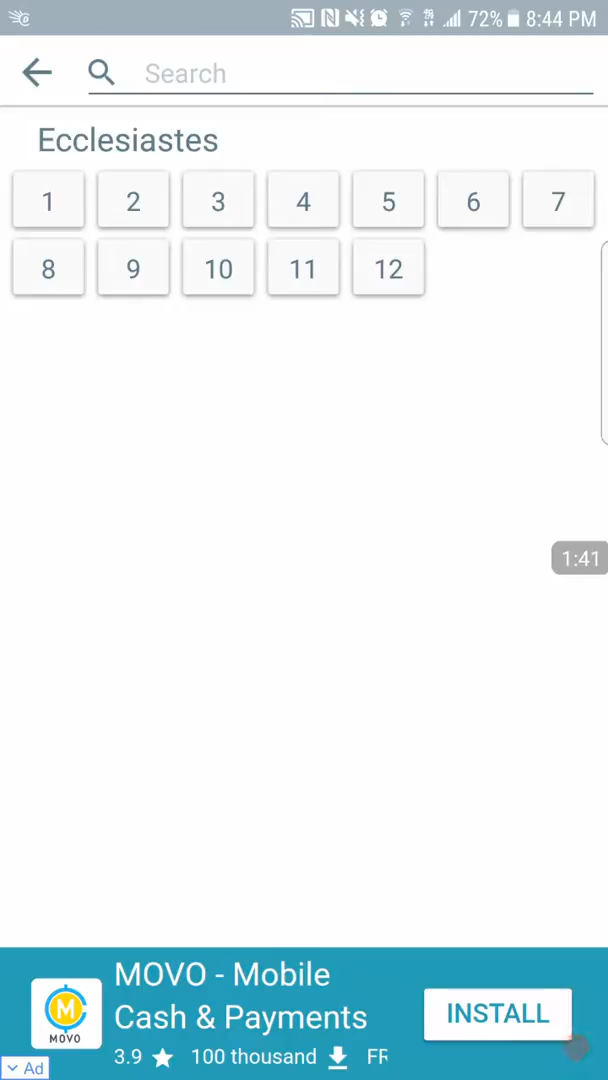 72% 8:44 PM
Search
Ecclesiastes
1 2 3 4 5 6 7
8 9 10 11 12
1:41
MOVO - Mobile
Cash & Payments
INSTALL
M
MOVO
3.9 100 thousand FR
Ad